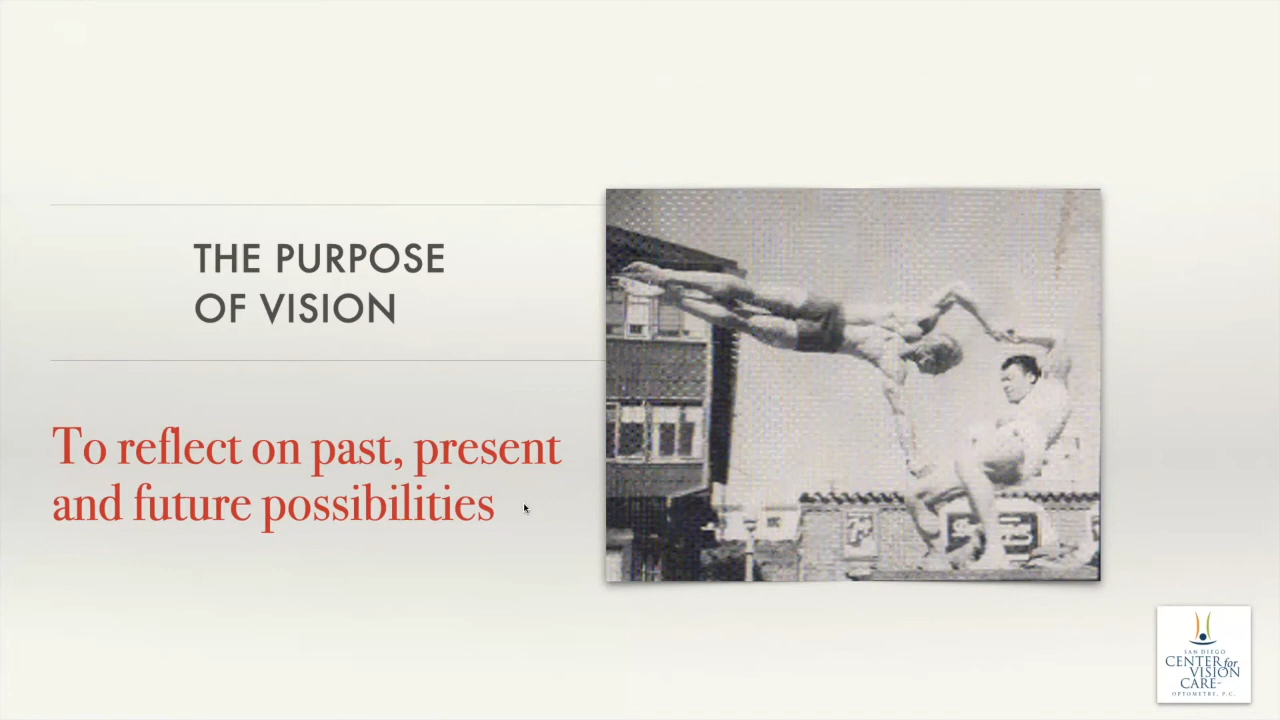 THE PURPOSE
OF VISION
To reflect on past, present
and future possibilities
SAN DIEGO
CENTER for
VISION
CARE
OPTOMETRY, P.C.